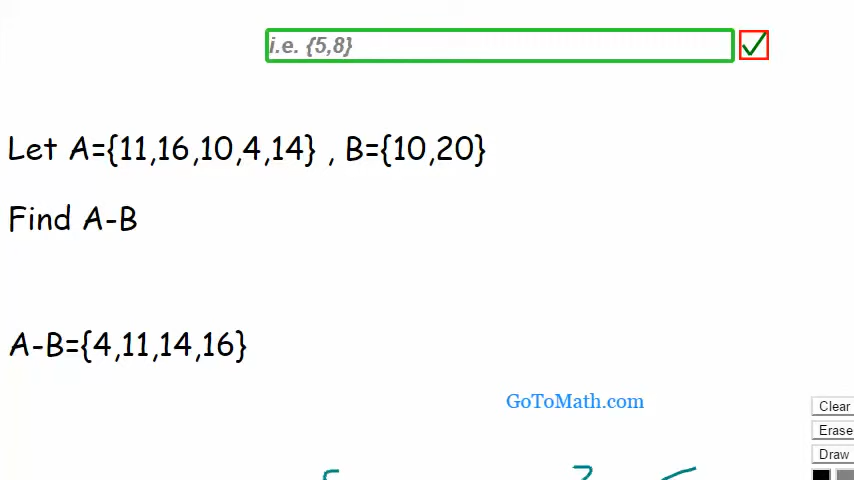 i.e. {5,8}
Let A={11,16,10,4,14} , B={10,20}
Find A-B
A-B={4,11,14,16}
GoToMath.com
Clear
Erase
Draw